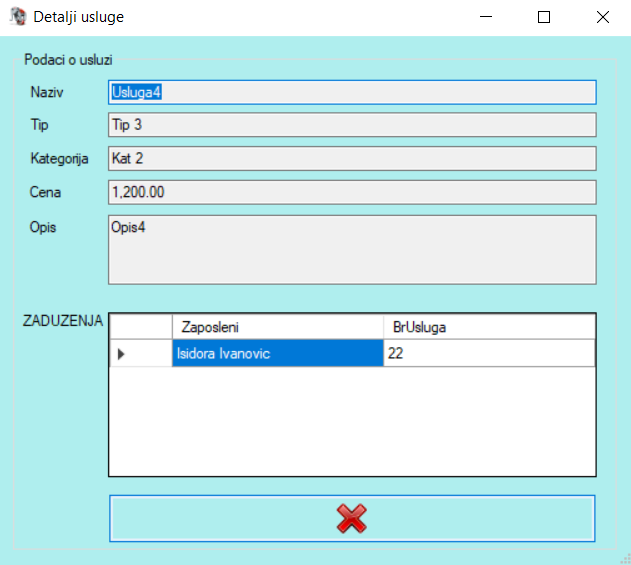 Detalji usluge
Podaci o usluzi
Naziv Usluga4
Tip Tip 3
Kategorija Kat 2
Cena 1,200.00
Opis Opis4
ZADUZENJA Zaposleni BrUsluga
Isidora Ivanovic 22